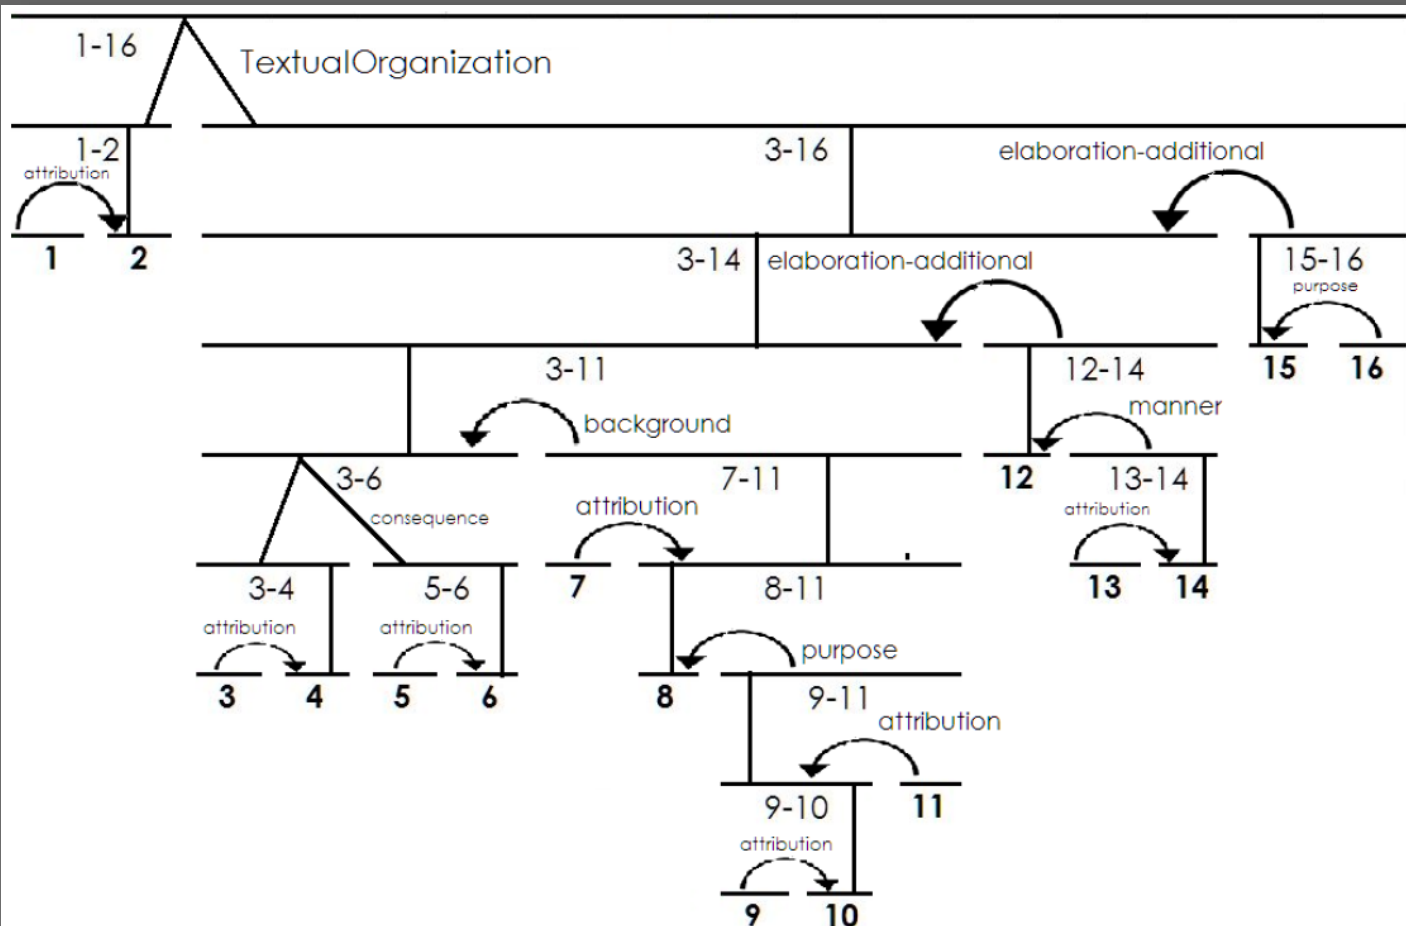 1-16
TextualOrganization
1-2
3-16
elaboration-additional
attribution
1
2
3-14
elaboration-additional
15-16
purpose
3-11
12-14
15
16
background
manner
3-6
7-11
12
13-14
consequence
attribution
attribution
3-4
5-6
7
8-11
13
14
attribution
attribution
purpose
3
4
5
6
8
9-11
attribution
9-10
11
attribution
9
10